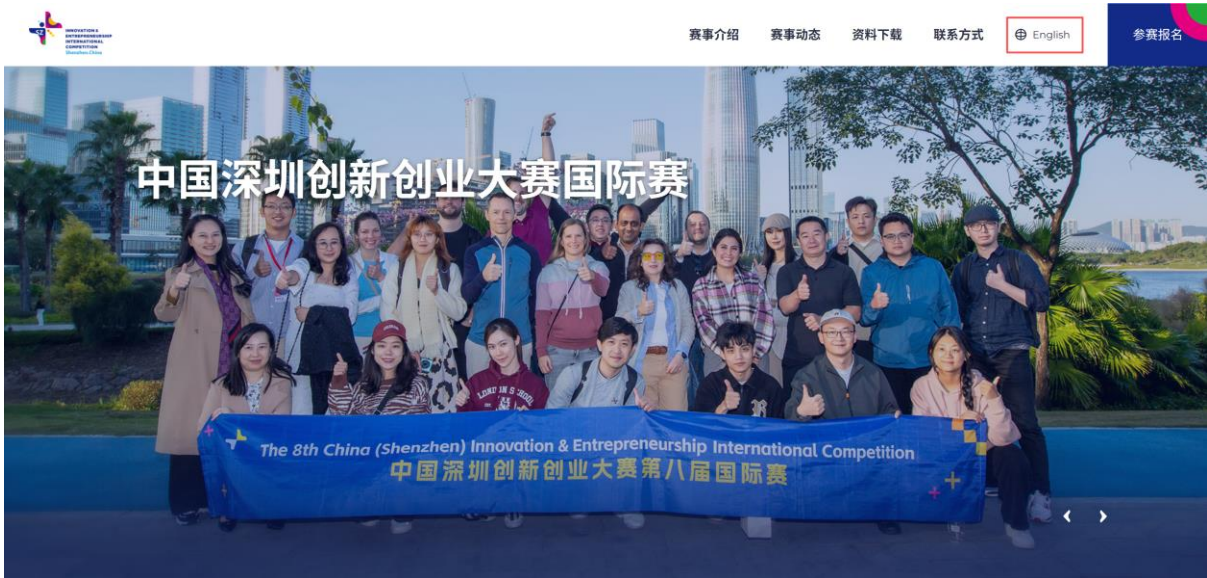 SZ
INNOVATION &
ENTREPRENEURSHIP
INTERNATIONAL
COMPETITION
Shenzhen·China
赛事介绍
赛事动态
资料下载
联系方式
English
参赛报名
中国深圳创新创业大赛国际赛
The 8th China (Shenzhen) Innovation & Entrepreneurship International Competition
中国深圳创新创业大赛第八届国际赛